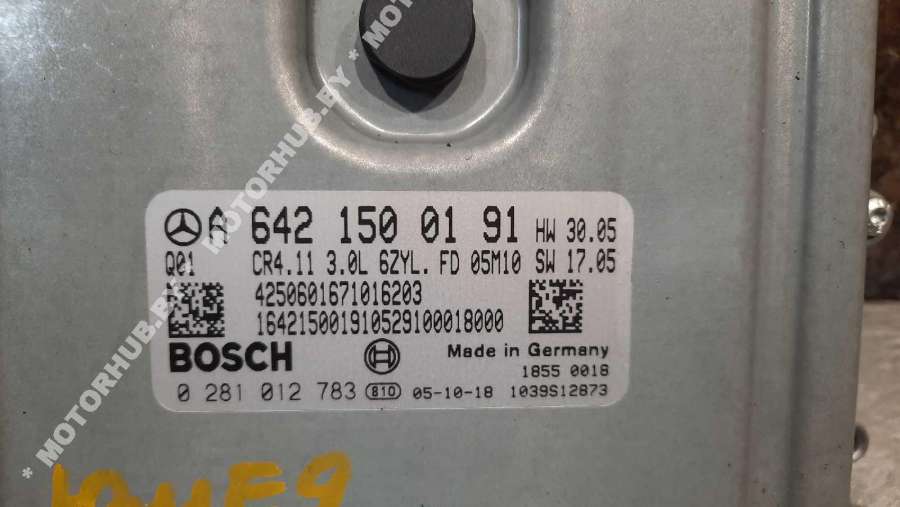 * MOTORHUB.BY * MOTORHUB.BY *
A 642 150 01 91 HW 30.05
Q01 CR4.11 3.0L 6ZYL. FD 05M10 SW 17.05
4250601671016203
16421500191052910001 8000
BOSCH Made in Germany
1855 0018
0 281 012 783 810 05-10-18 1039S12873